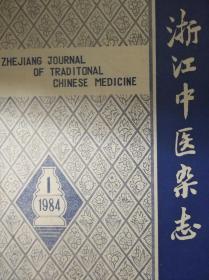 ZHEJIANG JOURNAL
OF TRADITONAL
CHINESE MEDICINE
浙江中医杂志
1
1984